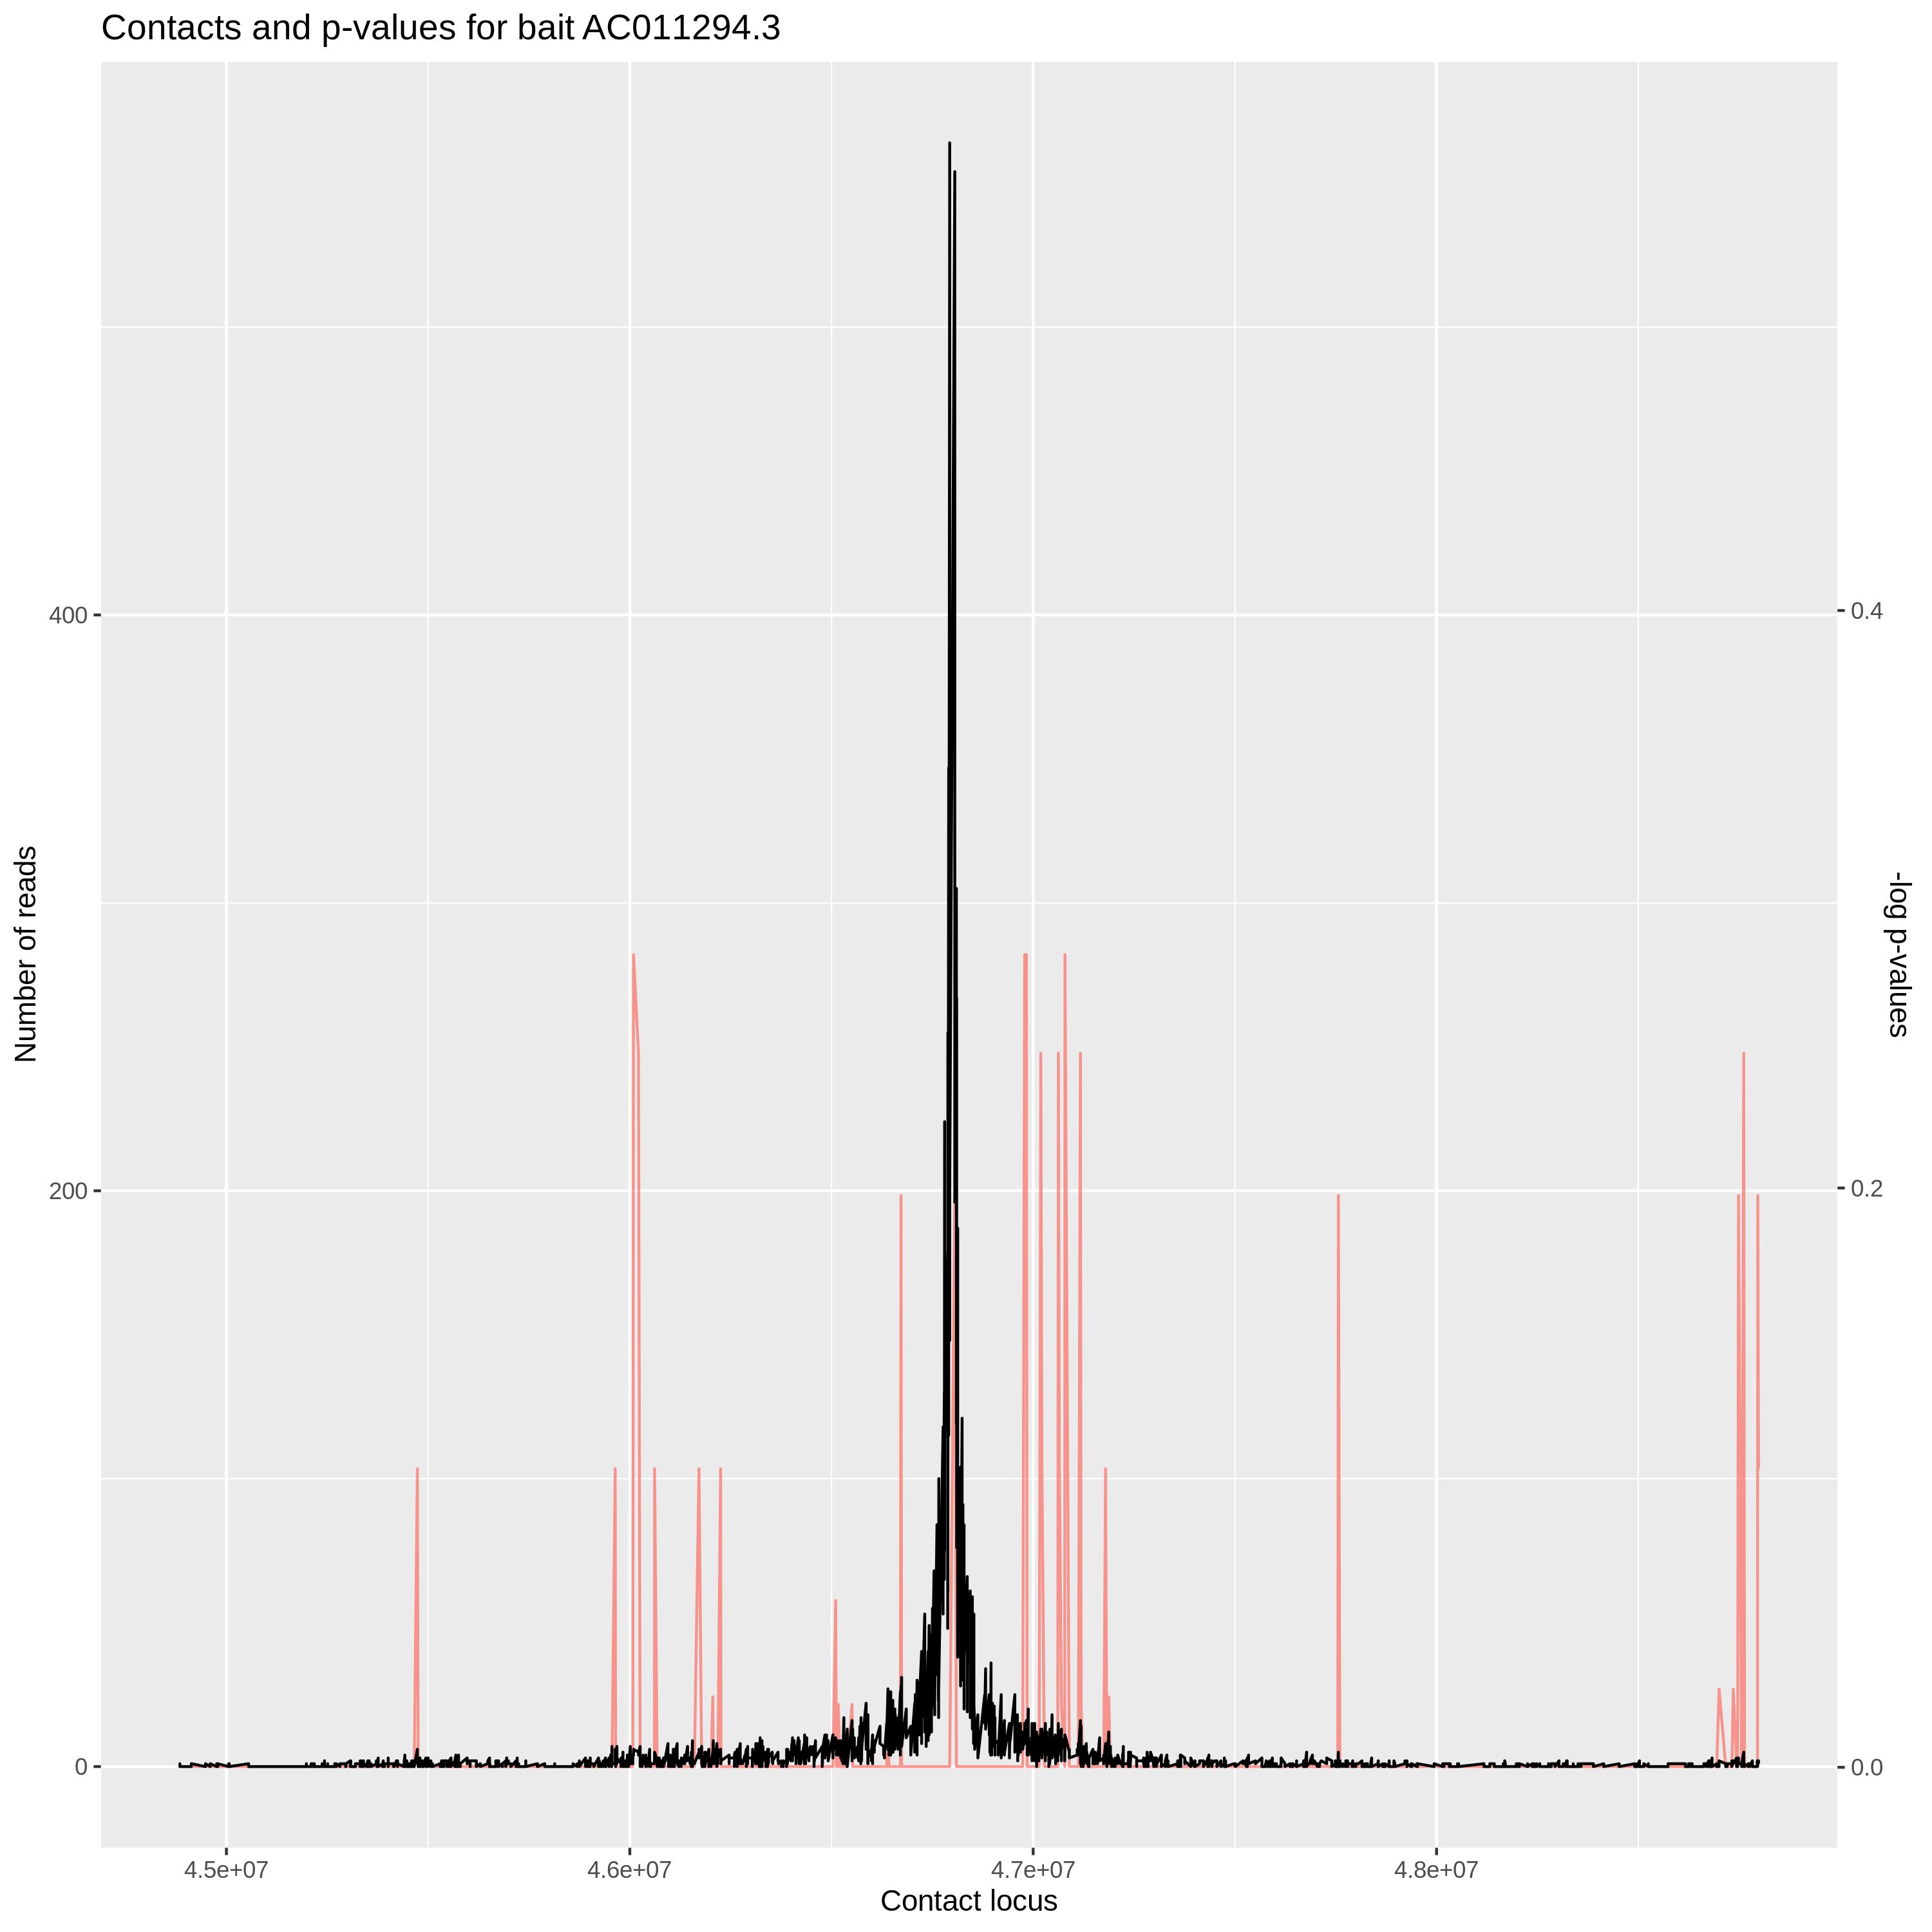 Contacts and p-values for bait AC011294.3
Number of reads
400
200
0
0.4
0.2
0.0
-log p-values
4.5e+07
4.6e+07
4.7e+07
4.8e+07
Contact locus